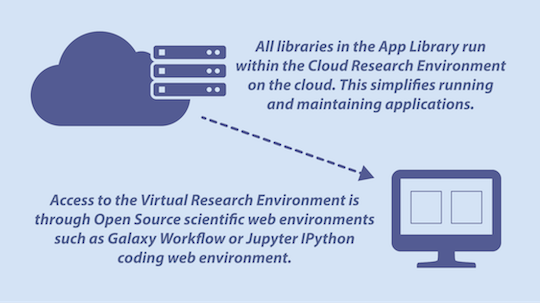 All libraries in the App Library run
within the Cloud Research Environment
on the cloud. This simplifies running
and maintaining applications.
Access to the Virtual Research Environment is
through Open Source scientific web environments
such as Galaxy Workflow or Jupyter IPython
coding web environment.